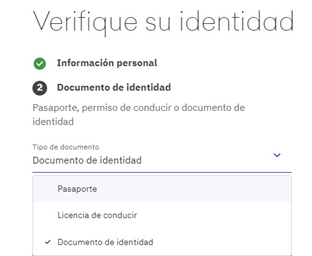 Verifique su identidad
Información personal
2 Documento de identidad
Pasaporte, permiso de conducir o documento de
identidad
Tipo de documento
Documento de identidad
Pasaporte
Licencia de conducir
Documento de identidad